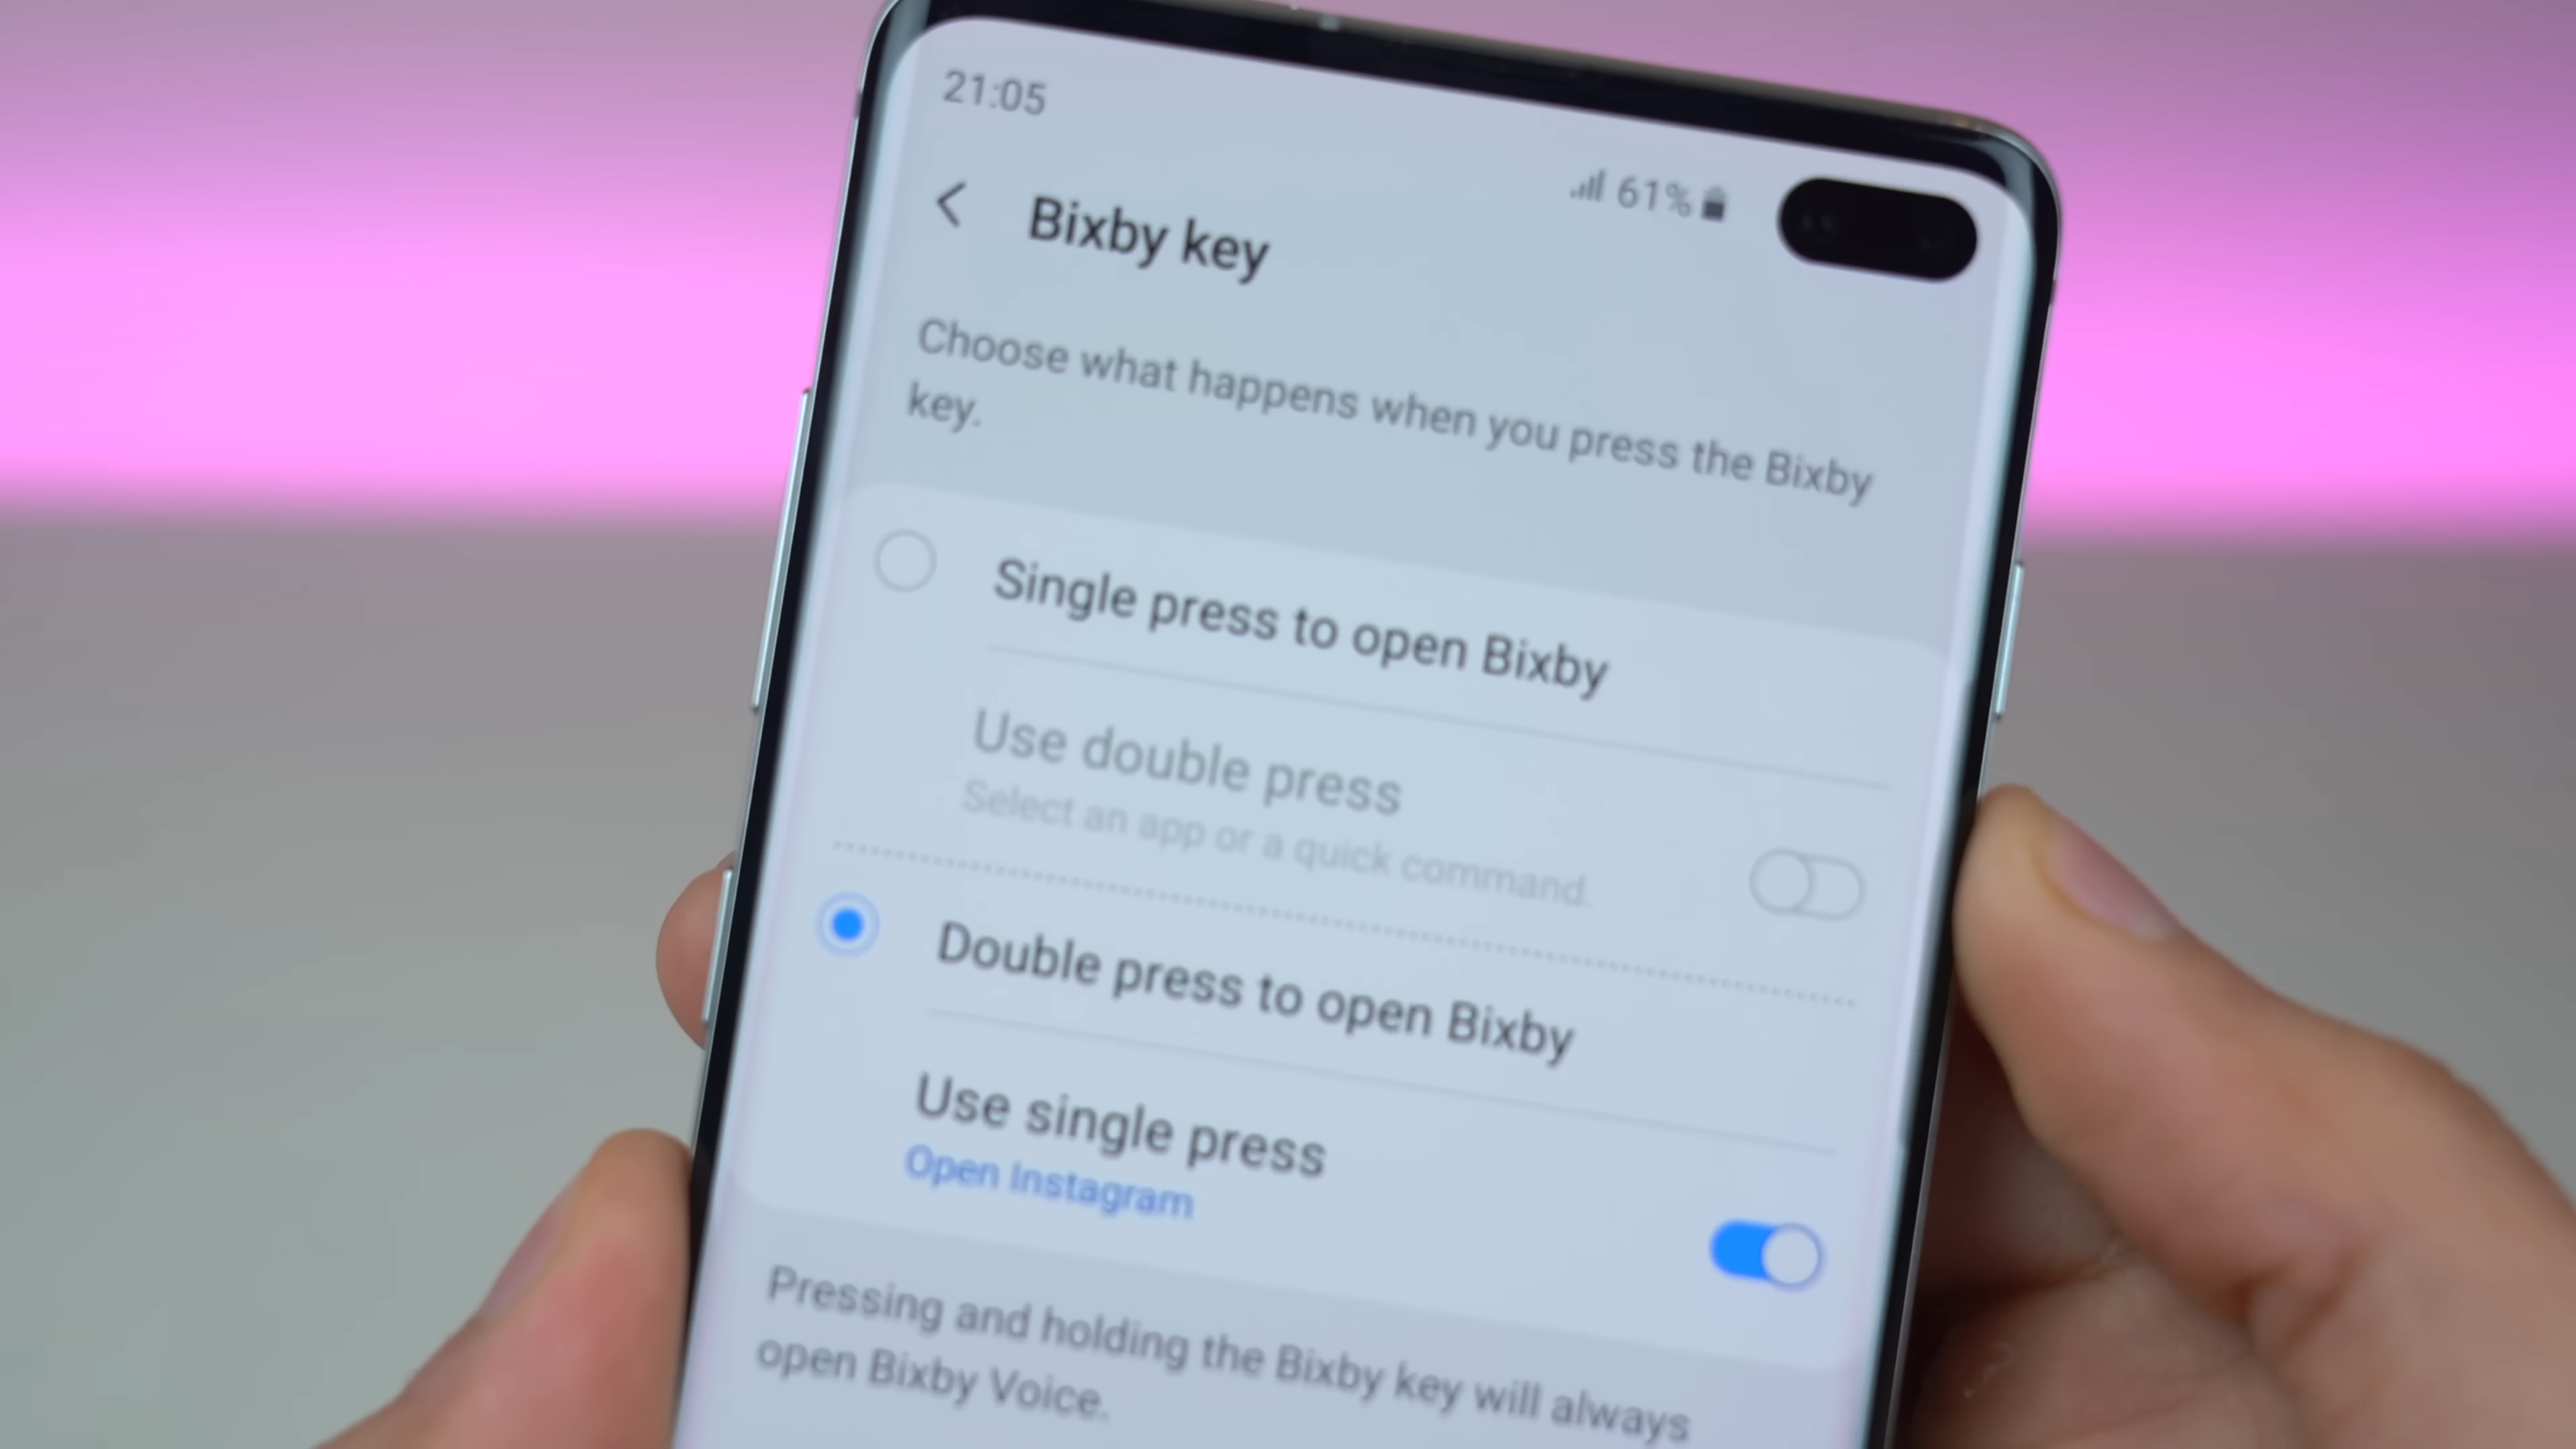 21:05
61%
Bixby key
Choose what happens when you press the Bixby
key.
Single press to open Bixby
Use double press
Select an app or a quick command.
Double press to open Bixby
Use single press
Open Instagram
Pressing and holding the Bixby key will always
open Bixby Voice.